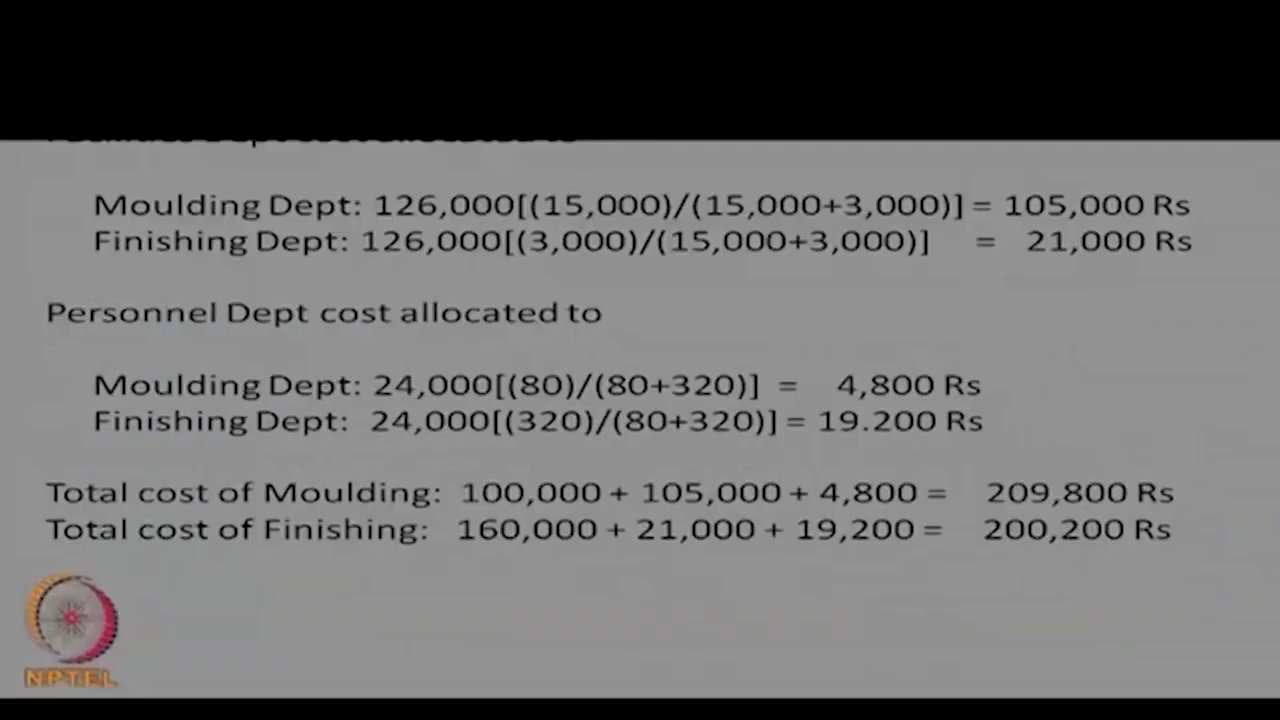 Moulding Dept: 126,000[(15,000)/(15,000+3,000)] = 105,000 Rs
Finishing Dept: 126,000[(3,000)/(15,000+3,000)] = 21,000 Rs
Personnel Dept cost allocated to
Moulding Dept: 24,000[(80)/(80+320)] = 4,800 Rs
Finishing Dept: 24,000[(320)/(80+320)] = 19.200 Rs
Total cost of Moulding: 100,000 + 105,000 + 4,800 = 209,800 Rs
Total cost of Finishing: 160,000 + 21,000 + 19,200 = 200,200 Rs
NPTEL